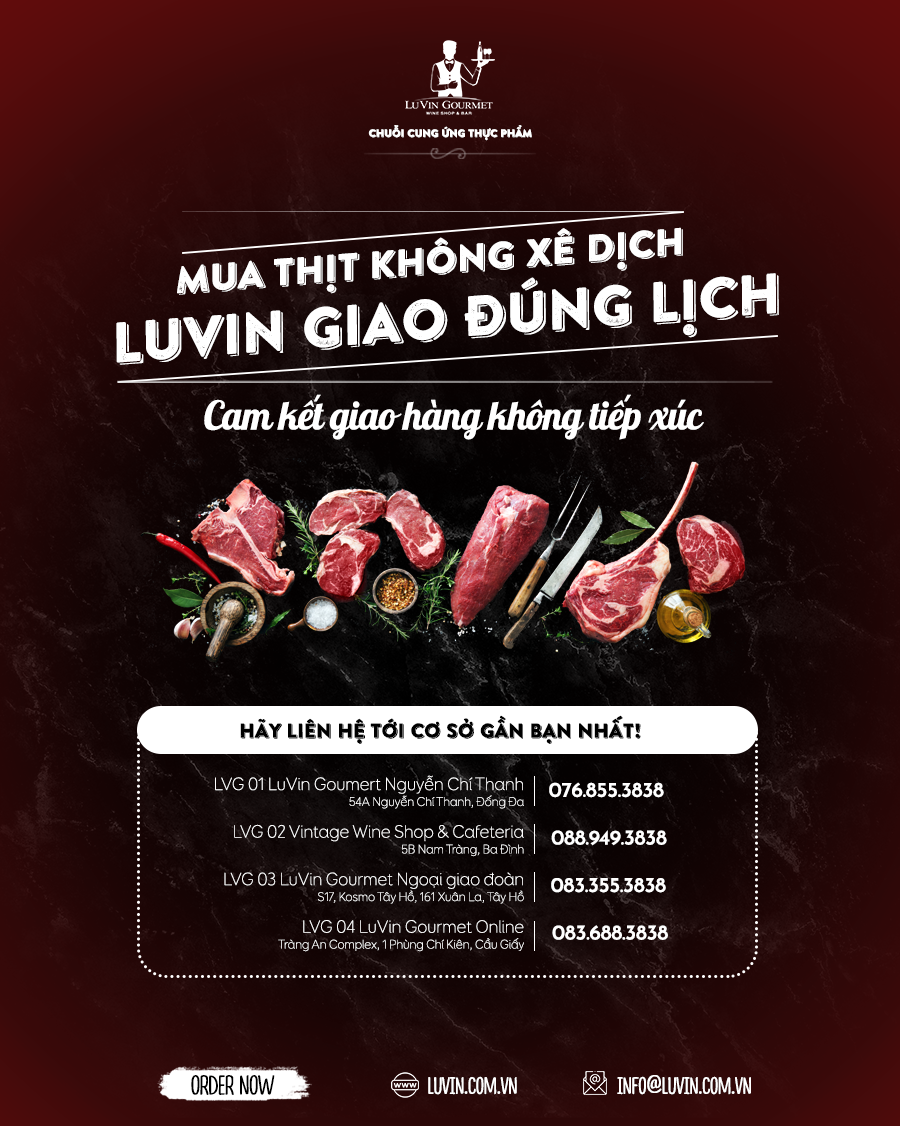 LUVIN GOURMET
WINE SHOP & BAR
CHUỖI CUNG ỨNG THỰC PHẨM
MUA THỊT KHÔNG XÊ DỊCH
LUVIN GIAO ĐÚNG LỊCH
Cam kết giao hàng không tiếp xúc
HÃY LIÊN HỆ TỚI CƠ SỞ GẦN BẠN NHẤT!
LVG 01 LuVin Goumert Nguyễn Chí Thanh
54A Nguyễn Chí Thanh, Đống Đa
076.855.3838
LVG 02 Vintage Wine Shop & Cafeteria
5B Nam Tràng, Ba Đình
088.949.3838
LVG 03 LuVin Gourmet Ngoại giao đoàn
S17, Kosmo Tây Hồ, 161 Xuân La, Tây Hồ
083.355.3838
LVG 04 LuVin Gourmet Online
Tràng An Complex, 1 Phùng Chí Kiên, Cầu Giấy
083.688.3838
ORDER NOW
WWW LUVIN.COM.VN
@ INFO@LUVIN.COM.VN